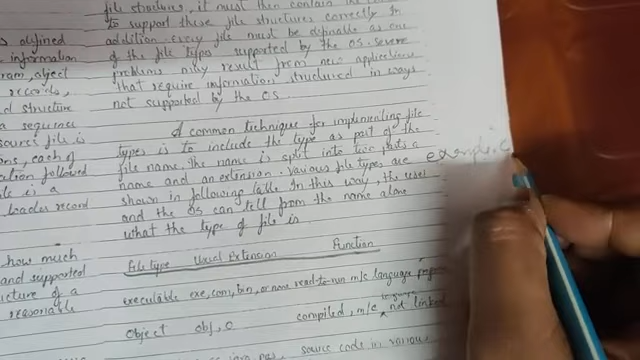 s defined
information
ram, object
records,
d structure
a sequence
source file is
ons, each of
ction followed
ile is a
loader record
how much
and supported
icture of a
reasonable
file structure, it must then contain the co
to support these file structures correctly In
addition every file must be definable as one
of the file types supported by the OS. severe
problems may result from new applications
that require information structured in ways
not supported by the OS
A common technique for implementing file
types is to include the type as part of the
file name. the name is split into two parts a
name and an extension. Various file types are
shown in following table In this way, the user
and the OS can tell from the name alone
what the type of file is
example.c
File type Usual Extension Function
executable exe, com, bin, or none read-to-run m/c language program
Object obj, o compiled, m/c language not linked
source code in various